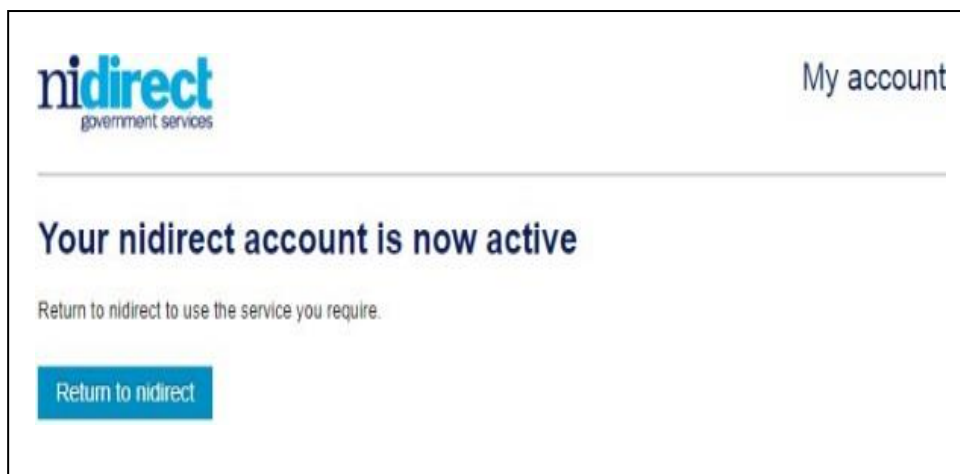 nidirect
government services
My account
Your nidirect account is now active
Return to nidirect to use the service you require.
Return to nidirect